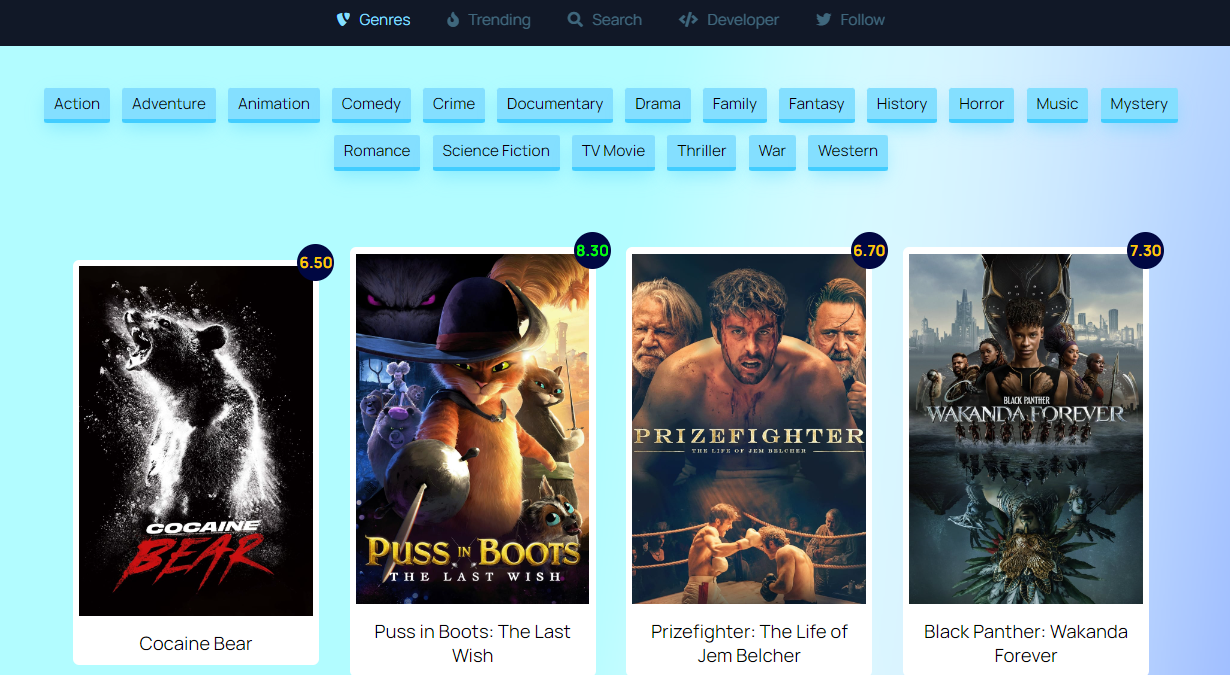 Genres Trending Search Developer Follow
Action Adventure Animation Comedy Crime Documentary Drama Family Fantasy History Horror Music Mystery
Romance Science Fiction TV Movie Thriller War Western
6.50
COCAINE
BEAR
Cocaine Bear
8.30
PUSS IN BOOTS
THE LAST WISH
Puss in Boots: The Last
Wish
6.70
PRIZEFIGHTER
THE LIFE OF JEM BELCHER
Prizefighter: The Life of
Jem Belcher
7.30
BLACK PANTHER
WAKANDA FOREVER
Black Panther: Wakanda
Forever